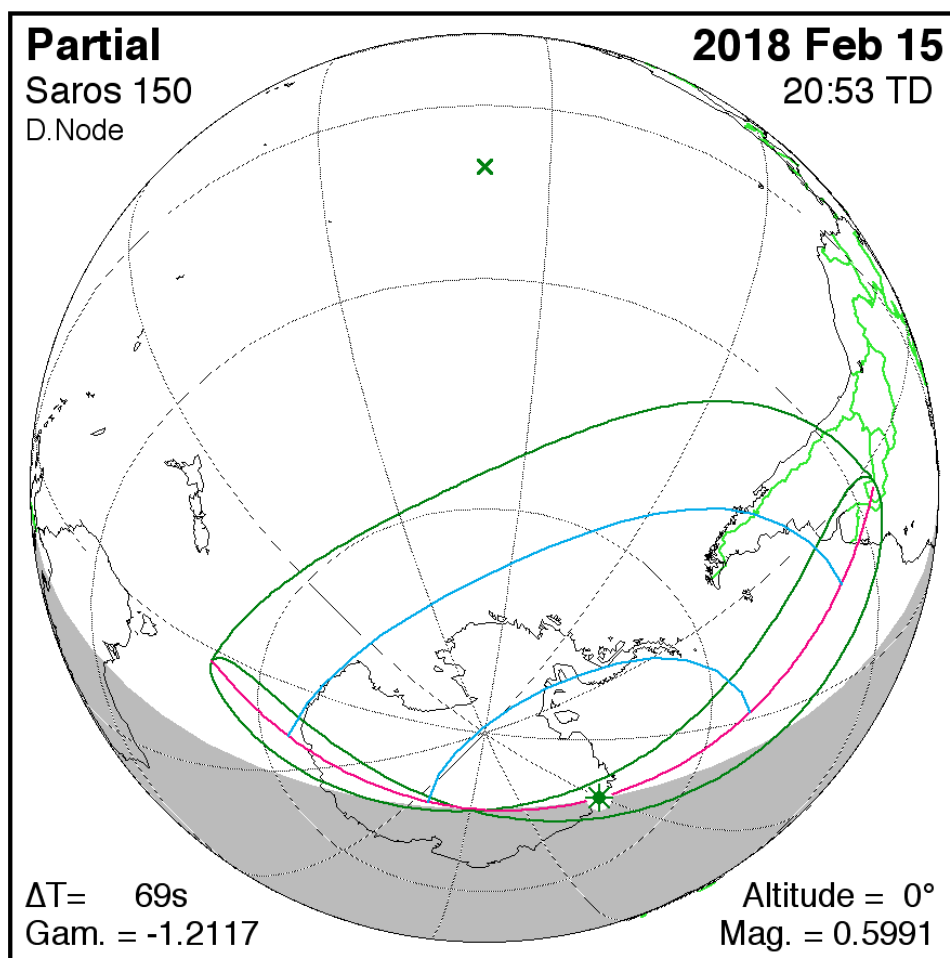 Partial
2018 Feb 15
Saros 150
20:53 TD
D.Node
ΔT= 69s
Altitude = 0°
Gam. = -1.2117
Mag. = 0.5991